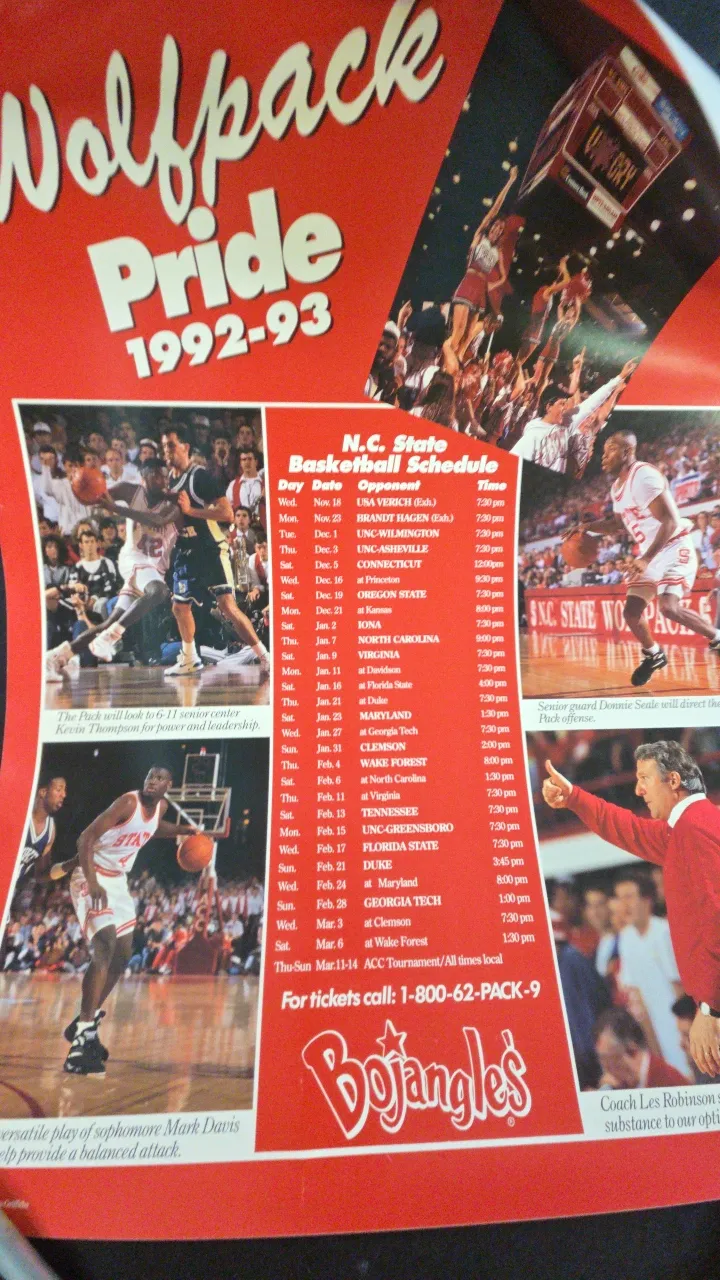 Wolfpack
Pride
1992-93
N.C. State
Basketball Schedule
Day Date Opponent Time
Wed. Nov. 18 USA VERICH (Exh.) 7:30 pm
Mon. Nov. 23 BRANDT HAGEN (Exh.) 7:30 pm
Tue. Dec. 1 UNC-WILMINGTON 7:30 pm
Thu. Dec. 3 UNC-ASHEVILLE 7:30 pm
Sat. Dec. 5 CONNECTICUT 12:00pm
Wed. Dec. 16 at Princeton 9:30 pm
Sat. Dec. 19 OREGON STATE 7:30 pm
Mon. Dec. 21 at Kansas 8:00 pm
Sat. Jan. 2 IONA 7:30 pm
Thu. Jan. 7 NORTH CAROLINA 9:00 pm
Sat. Jan. 9 VIRGINIA 7:30 pm
Mon. Jan. 11 at Davidson 7:30 pm
Sat. Jan. 16 at Florida State 4:00 pm
Thu. Jan. 21 at Duke 7:30 pm
Sat. Jan. 23 MARYLAND 1:30 pm
Wed. Jan. 27 at Georgia Tech 7:30 pm
Sun. Jan. 31 CLEMSON 2:00 pm
Thu. Feb. 4 WAKE FOREST 8:00 pm
Sat. Feb. 6 at North Carolina 1:30 pm
Thu. Feb. 11 at Virginia 7:30 pm
Sat. Feb. 13 TENNESSEE 7:30 pm
Mon. Feb. 15 UNC-GREENSBORO 7:30 pm
Wed. Feb. 17 FLORIDA STATE 7:30 pm
Sun. Feb. 21 DUKE 3:45 pm
Wed. Feb. 24 at Maryland 8:00 pm
Sun. Feb. 28 GEORGIA TECH 1:00 pm
Wed. Mar. 3 at Clemson 7:30 pm
Sat. Mar. 6 at Wake Forest 1:30 pm
Thu-Sun Mar.11-14 ACC Tournament/All times local
For tickets call: 1-800-62-PACK-9
Bojangles'
®
The Pack will look to 6-11 senior center
Kevin Thompson for power and leadership.
STATE
4
versatile play of sophomore Mark Davis
elp provide a balanced attack.
N.C. STATE WOLFPACK
Senior guard Donnie Seale will direct the
Pack offense.
Coach Les Robinson s
substance to our opti